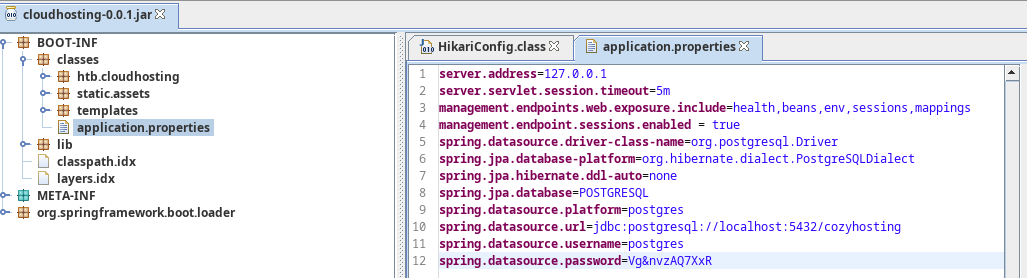 cloudhosting-0.0.1.jar
BOOT-INF
classes
htb.cloudhosting
static.assets
templates
application.properties
lib
classpath.idx
layers.idx
META-INF
org.springframework.boot.loader
HikariConfig.class
application.properties
1 server.address=127.0.0.1
2 server.servlet.session.timeout=5m
3 management.endpoints.web.exposure.include=health,beans,env,sessions,mappings
4 management.endpoint.sessions.enabled = true
5 spring.datasource.driver-class-name=org.postgresql.Driver
6 spring.jpa.database-platform=org.hibernate.dialect.PostgreSQLDialect
7 spring.jpa.hibernate.ddl-auto=none
8 spring.jpa.database=POSTGRESQL
9 spring.datasource.platform=postgres
10 spring.datasource.url=jdbc:postgresql://localhost:5432/cozyhosting
11 spring.datasource.username=postgres
12 spring.datasource.password=Vg&nvzAQ7XxR